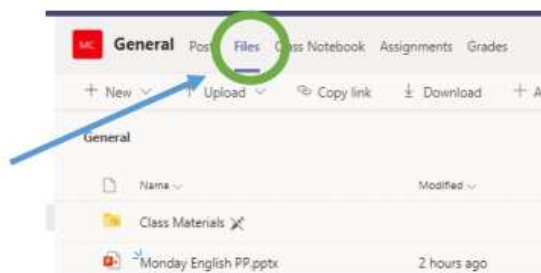 MC General Posts Files Class Notebook Assignments Grades
+ New Upload Copy link Download + A
General
Name Modified
Class Materials
Monday English PP.pptx 2 hours ago